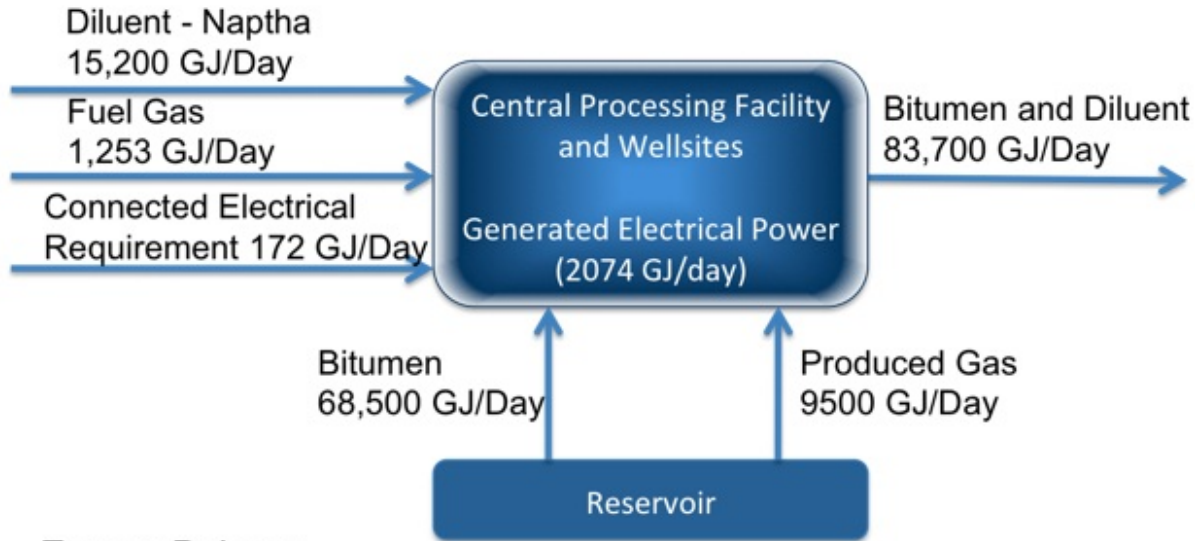 Diluent - Naptha
15,200 GJ/Day
Fuel Gas
1,253 GJ/Day
Connected Electrical
Requirement 172 GJ/Day
Central Processing Facility
and Wellsites
Generated Electrical Power
(2074 GJ/day)
Bitumen and Diluent
83,700 GJ/Day
Bitumen
68,500 GJ/Day
Produced Gas
9500 GJ/Day
Reservoir